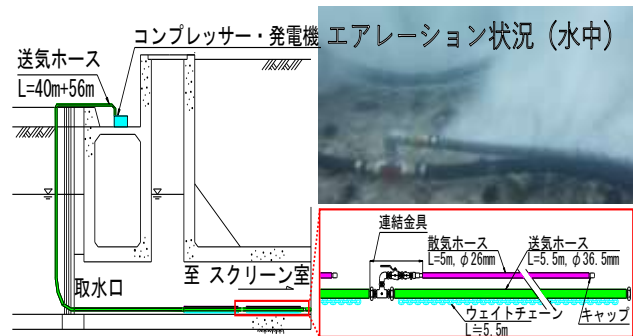 コンプレッサー・発電機
送気ホース
L=40m+56m
取水口
至 スクリーン室
エアレーション状況(水中)
連結金具
散気ホース
L=5m, φ26mm
送気ホース
L=5.5m, φ36.5mm
ウェイトチェーン
L≒5.5m
キャップ